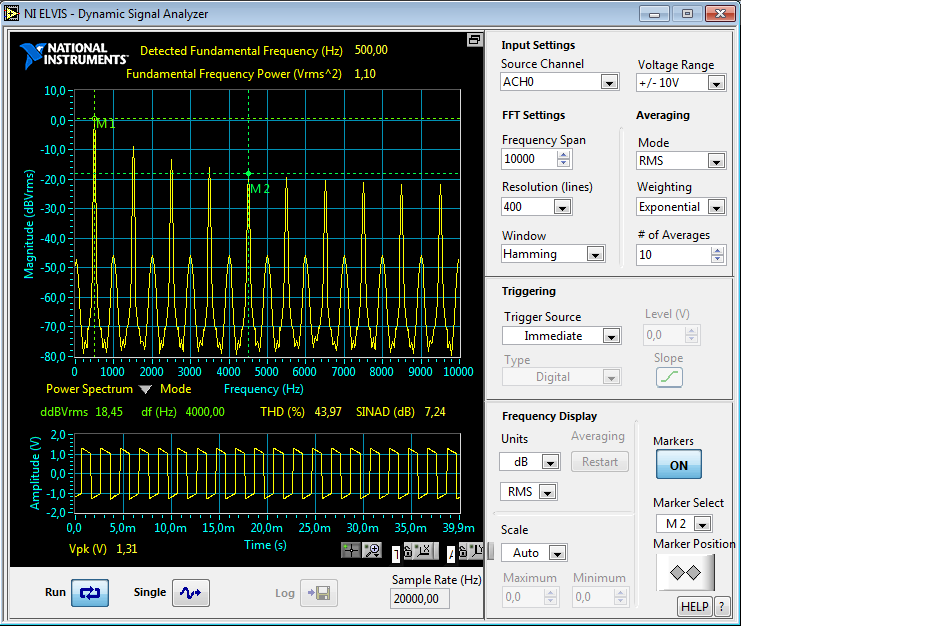 NI ELVIS - Dynamic Signal Analyzer
NATIONAL INSTRUMENTS
Detected Fundamental Frequency (Hz) 500,00
Fundamental Frequency Power (Vrms^2) 1,10
Magnitude (dBVrms)
10,0
0,0
-10,0
-20,0
-30,0
-40,0
-50,0
-60,0
-70,0
-80,0
M 1
M 2
0 1000 2000 3000 4000 5000 6000 7000 8000 9000 10000
Power Spectrum Mode Frequency (Hz)
ddBVrms 18,45 df (Hz) 4000,00 THD (%) 43,97 SINAD (dB) 7,24
Amplitude (V)
2,0
1,0
0,0
-1,0
-2,0
0,0 5,0m 10,0m 15,0m 20,0m 25,0m 30,0m 35,0m 39,9m
Vpk (V) 1,31 Time (s)
Run Single Log
Sample Rate (Hz)
20000,00
Input Settings
Source Channel
ACH0
Voltage Range
+/- 10V
FFT Settings
Frequency Span
10000
Resolution (lines)
400
Window
Hamming
Averaging
Mode
RMS
Weighting
Exponential
# of Averages
10
Triggering
Trigger Source
Immediate
Type
Digital
Level (V)
0,0
Slope
Frequency Display
Units
dB
RMS
Averaging
Restart
Scale
Auto
Maximum
0,0
Minimum
0,0
Markers
ON
Marker Select
M 2
Marker Position
HELP ?